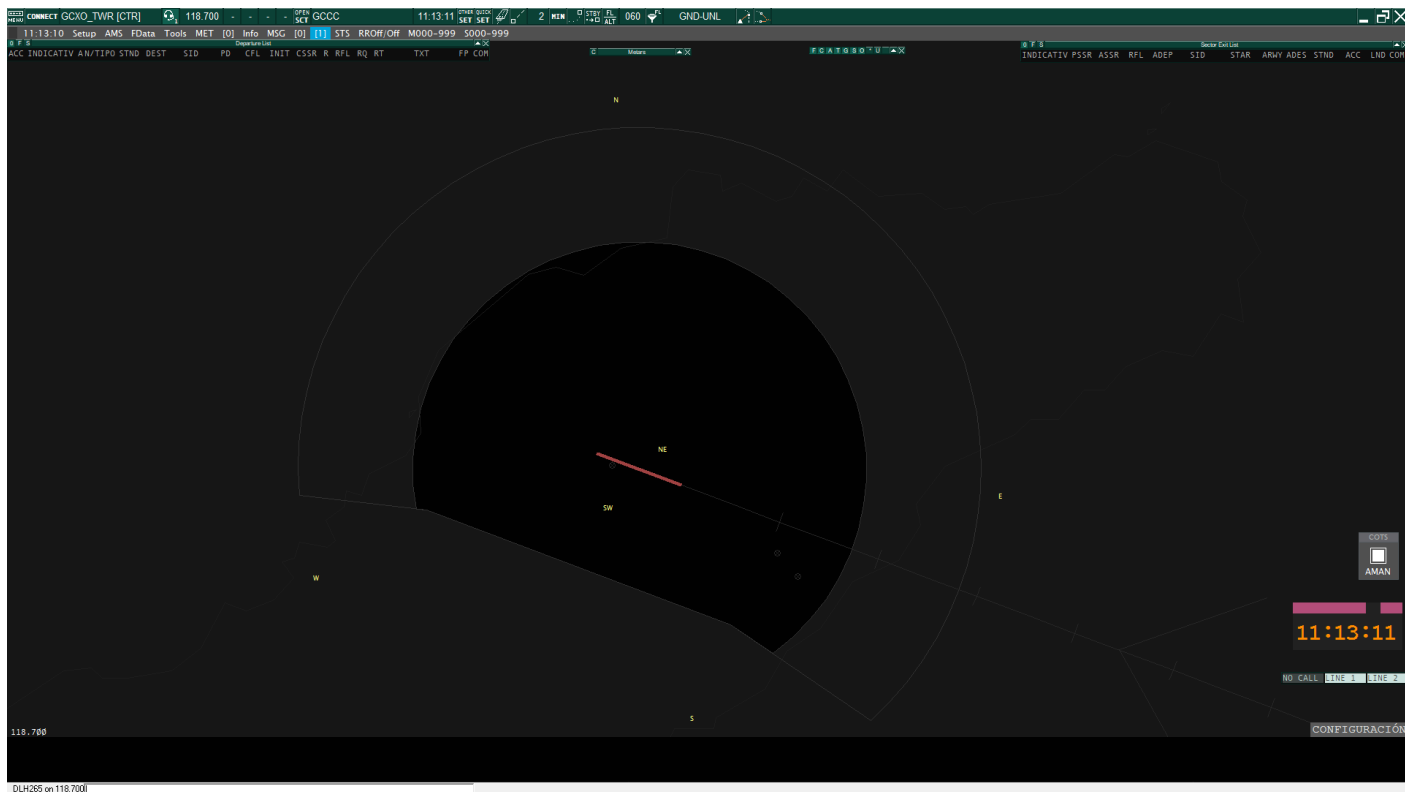 MENU CONNECT GCXO_TWR [CTR] 118.700 - - - - OPEN SCT GCCC 11:13:11 OTHER SET QUICK SET 2 MIN STBY FL ALT 060 FL GND-UNL
11:13:10 Setup AMS FData Tools MET [0] Info MSG [0] [1] STS RROff/Off M000-999 S000-999
O F S Departure List
ACC INDICATIV A N/TIPO STND DEST SID PD CFL INIT CSSR R RFL RQ RT TXT FP COM
C Metars
F C A T G S O - U
O F S Sector Exit List
INDICATIV PSSR ASSR RFL ADEP SID STAR ARWY ADES STND ACC LND COM
N
NE
E
SW
W
S
COTS
AMAN
11:13:11
NO CALL LINE 1 LINE 2
118.700
CONFIGURACIÓN
DLH265 on 118.700